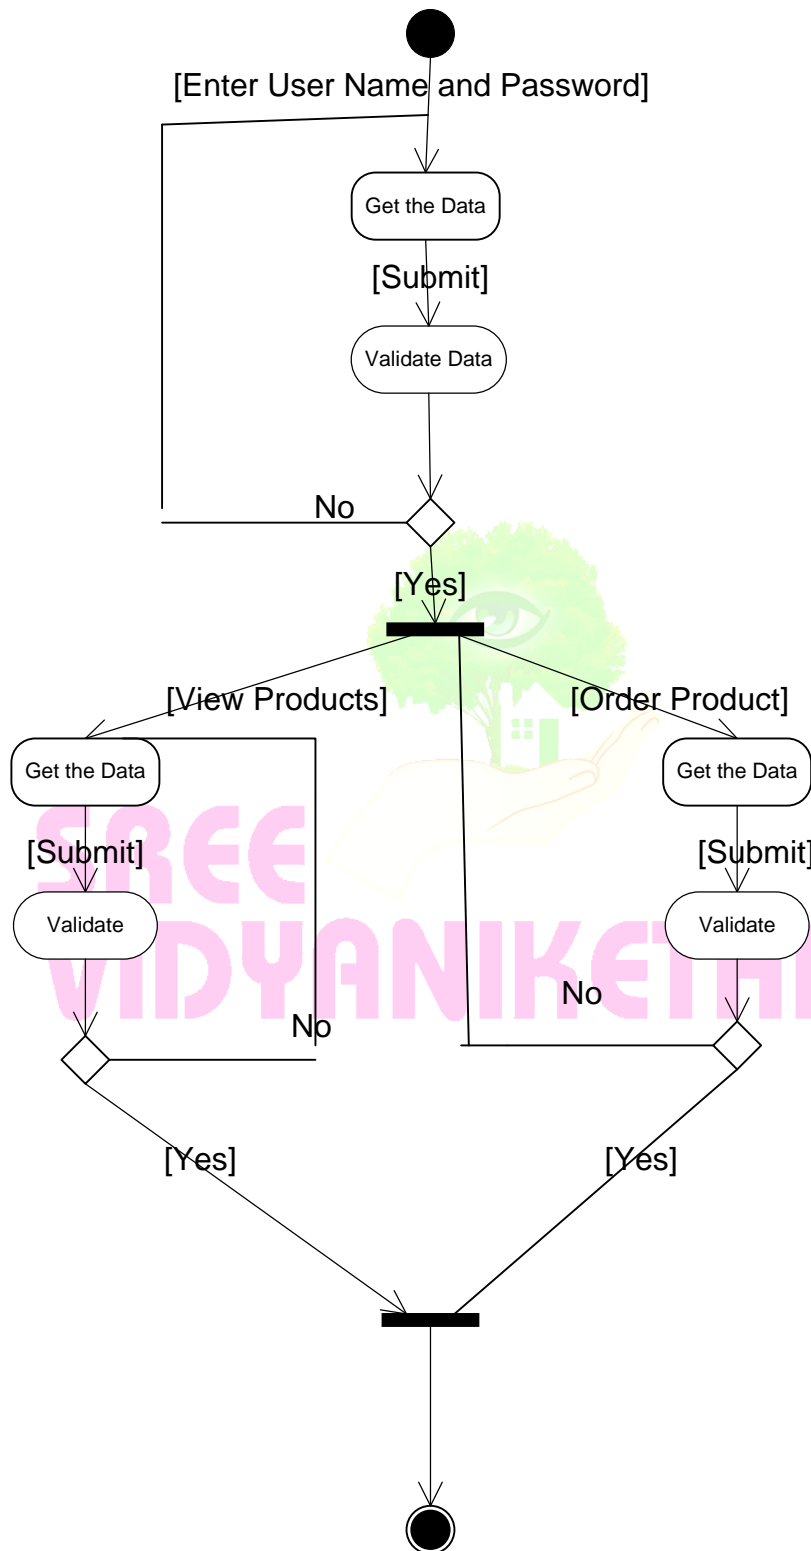 [Enter User Name and Password]
Get the Data
[Submit]
Validate Data
No
[Yes]
[View Products]
[Order Product]
Get the Data
Get the Data
[Submit]
[Submit]
SREE
Validate
Validate
VIDYANIKETH
No
No
[Yes]
[Yes]